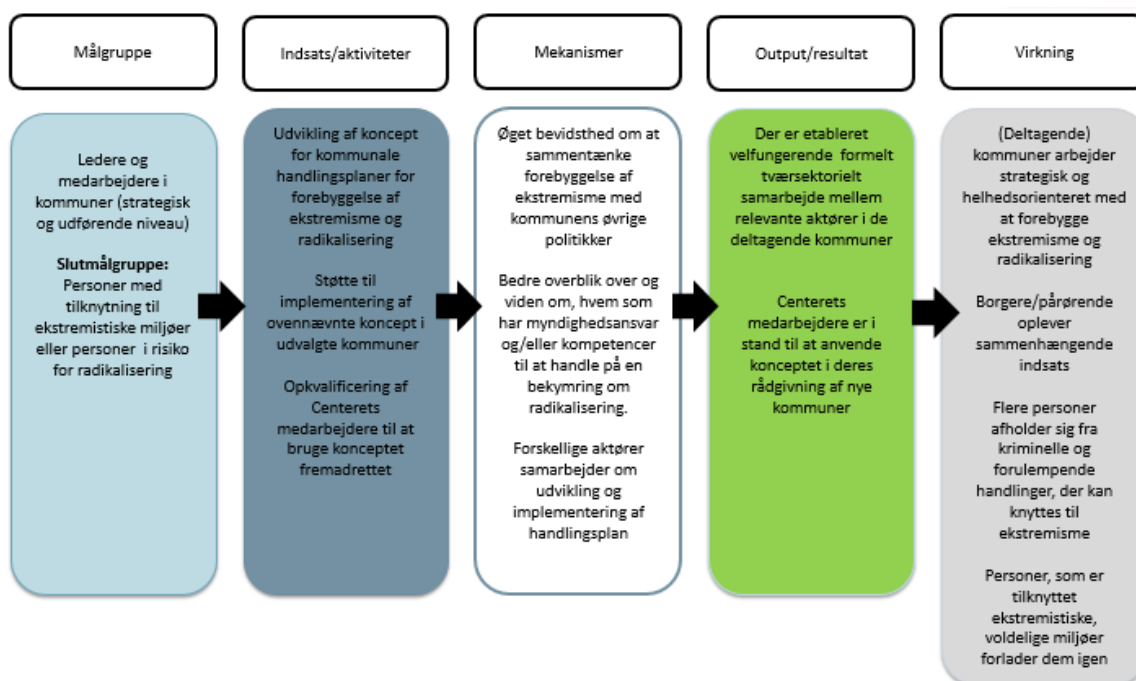 Målgruppe
Indsats/aktiviteter
Mekanismer
Output/resultat
Virkning
Ledere og
medarbejdere i
kommuner (strategisk
og udførende niveau)
Slutmålgruppe:
Personer med
tilknytning til
ekstremistiske miljøer
eller personer i risiko
for radikalisering
Udvikling af koncept
for kommunale
handlingsplaner for
forebyggelse af
ekstremisme og
radikalisering
Støtte til
implementering af
ovennævnte koncept i
udvalgte kommuner
Opkvalificering af
Centerets
medarbejdere til at
bruge konceptet
fremadrettet
Øget bevidsthed om at
sammentænke
forebyggelse af
ekstremisme med
kommunens øvrige
politikker
Bedre overblik over og
viden om, hvem som
har myndighedsansvar
og/eller kompetencer
til at handle på en
bekymring om
radikalisering.
Forskellige aktører
samarbejder om
udvikling og
implementering af
handlingsplan
Der er etableret
velfungerende formelt
tværsektorielt
samarbejde mellem
relevante aktører i de
deltagende kommuner
Centerets
medarbejdere er i
stand til at anvende
konceptet i deres
rådgivning af nye
kommuner
(Deltagende)
kommuner arbejder
strategisk og
helhedsorienteret med
at forebygge
ekstremisme og
radikalisering
Borgere/pårørende
oplever
sammenhængende
indsats
Flere personer
afholder sig fra
kriminelle og
forulempende
handlinger, der kan
knyttes til
ekstremisme
Personer, som er
tilknyttet
ekstremistiske,
voldelige miljøer
forlader dem igen